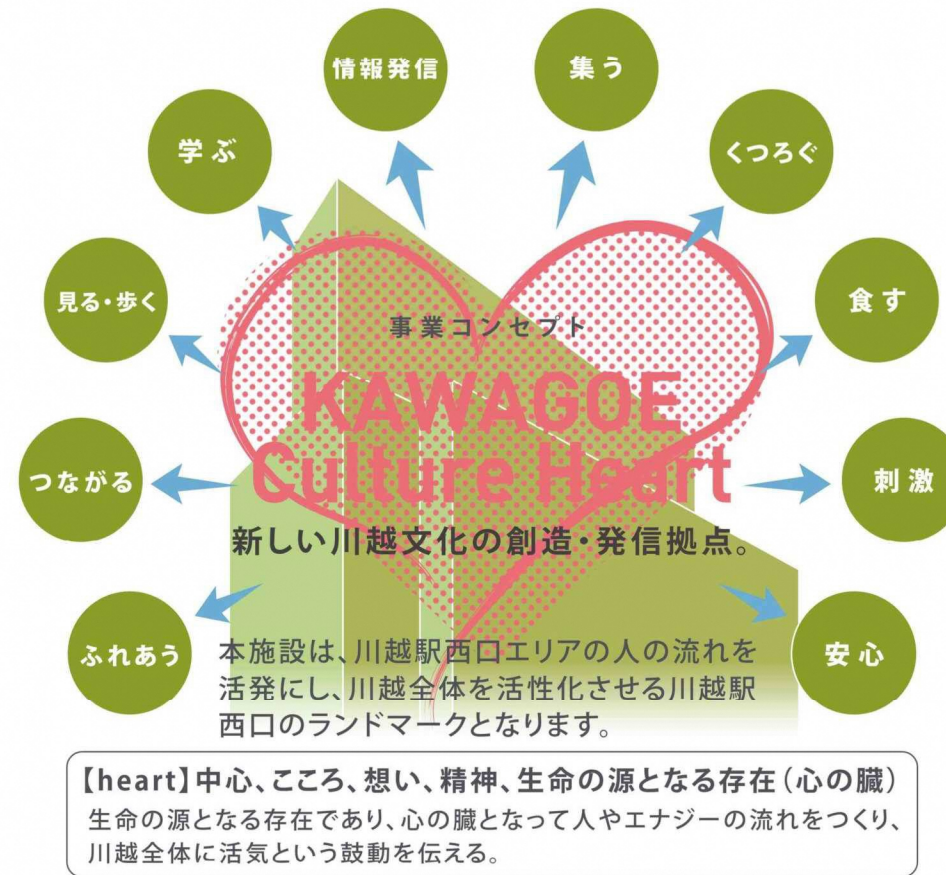 情報発信
集う
学ぶ
くつろぐ
見る・歩く
食す
つながる
刺激
ふれあう
安心
事業コンセプト
KAWAGOE
Culture Heart
新しい川越文化の創造・発信拠点。
本施設は、川越駅西口エリアの人の流れを
活発にし、川越全体を活性化させる川越駅
西口のランドマークとなります。
【heart】中心、こころ、想い、精神、生命の源となる存在(心の臓)
生命の源となる存在であり、心の臓となって人やエナジーの流れをつくり、
川越全体に活気という鼓動を伝える。